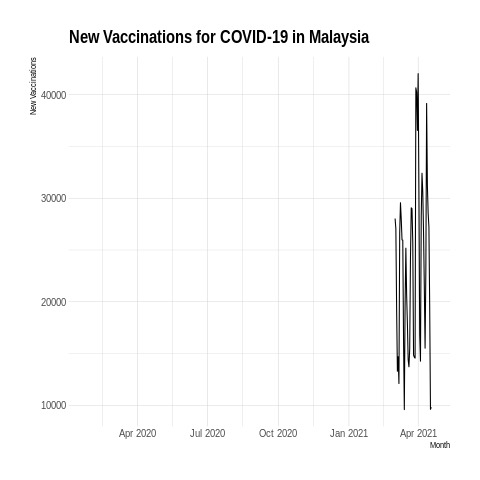 New Vaccinations for COVID-19 in Malaysia
New Vaccinations
40000
30000
20000
10000
Apr 2020 Jul 2020 Oct 2020 Jan 2021 Apr 2021
Month